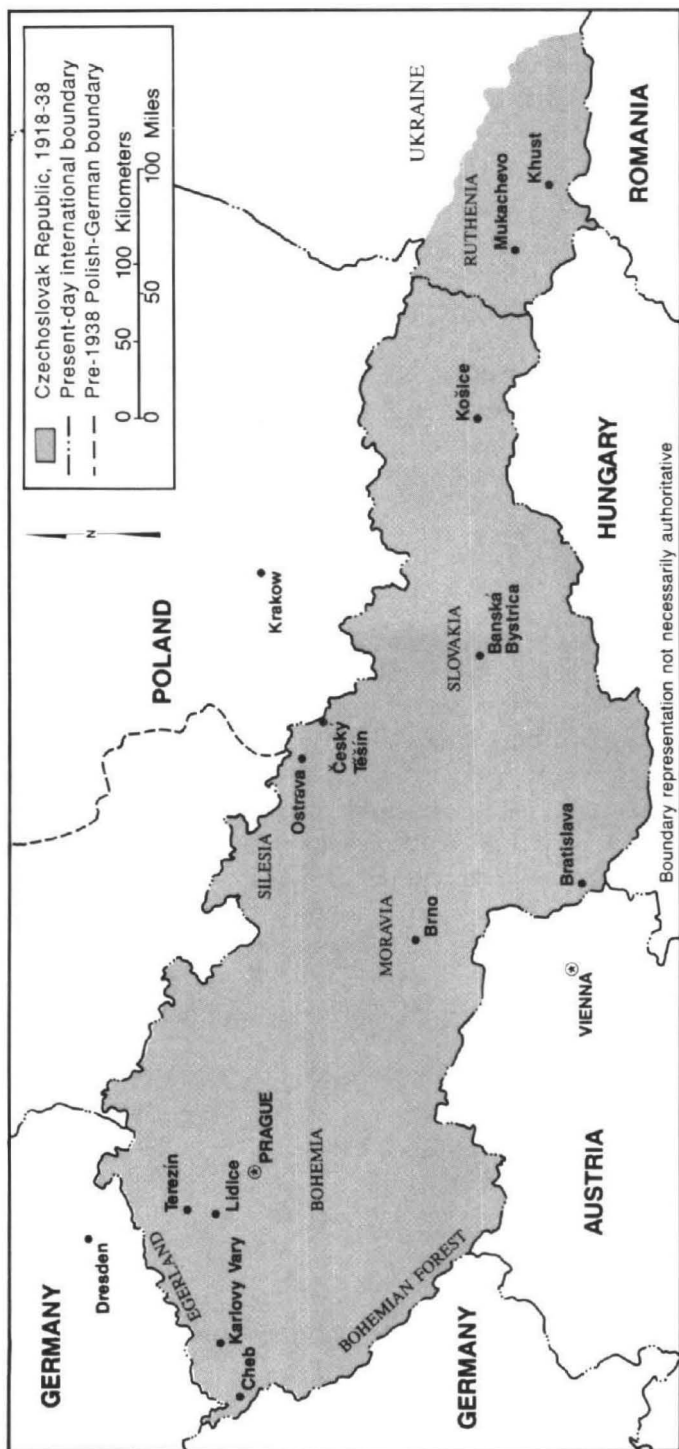 Czechoslovak Republic, 1918-38
Present-day international boundary
Pre-1938 Polish-German boundary
0 50 100 Kilometers
0 50 100 Miles
N
GERMANY
Dresden
POLAND
Krakow
UKRAINE
EGERLAND
Terezín
Lidice
Karlovy Vary
Cheb
PRAGUE
BOHEMIA
BOHEMIAN FOREST
SILESIA
Ostrava
Česky
Těšín
MORAVIA
Brno
SLOVAKIA
Banská
Bystrica
Košice
RUTHENIA
Mukachevo
Khust
Bratislava
GERMANY
AUSTRIA
VIENNA
HUNGARY
ROMANIA
Boundary representation not necessarily authoritative